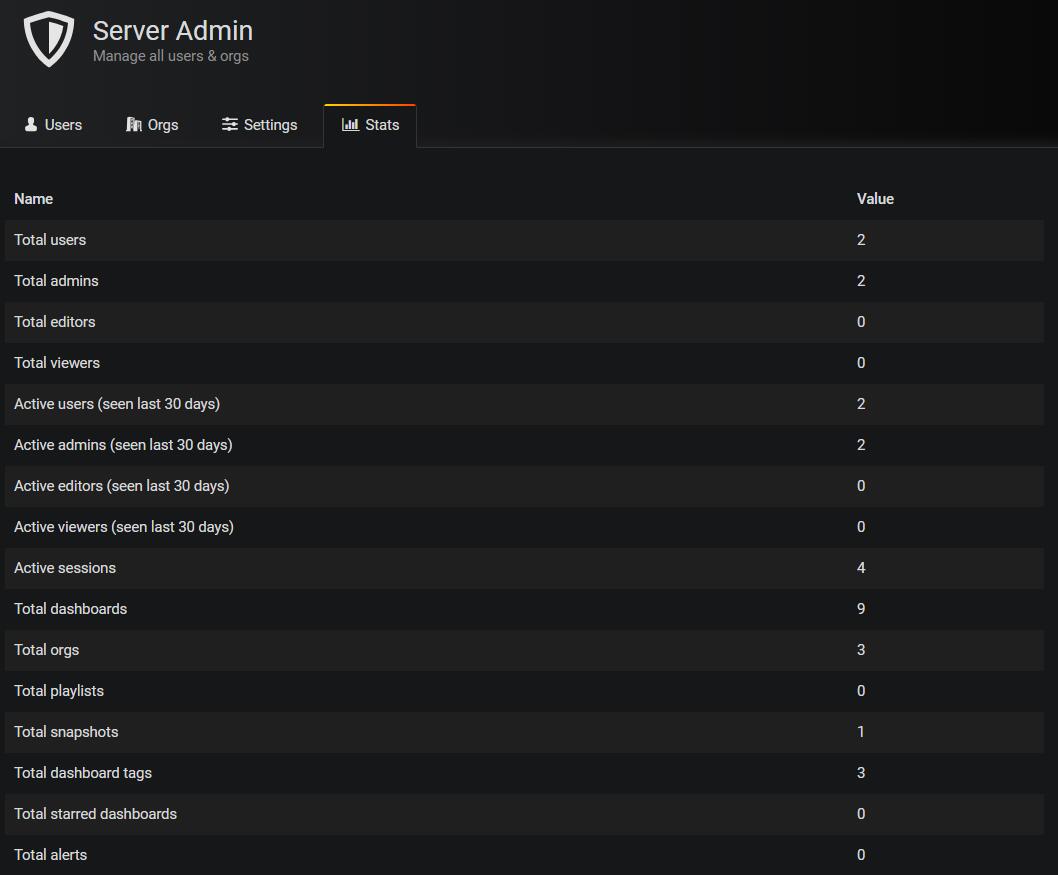 Server Admin
Manage all users & orgs
Users Orgs Settings Stats
Name Value
Total users 2
Total admins 2
Total editors 0
Total viewers 0
Active users (seen last 30 days) 2
Active admins (seen last 30 days) 2
Active editors (seen last 30 days) 0
Active viewers (seen last 30 days) 0
Active sessions 4
Total dashboards 9
Total orgs 3
Total playlists 0
Total snapshots 1
Total dashboard tags 3
Total starred dashboards 0
Total alerts 0